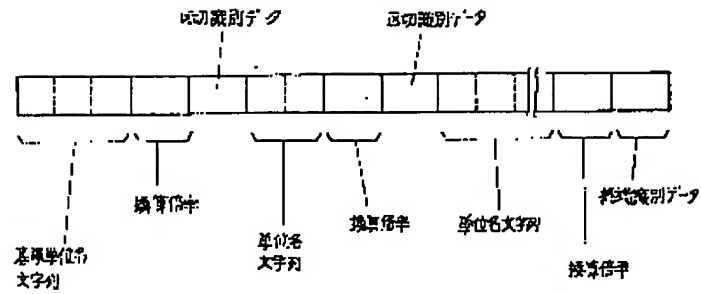 区切識別データ
区切識別データ
換算倍率
換算倍率
終端識別データ
単位名
文字列
単位名文字列
基準単位名
文字列
換算倍率